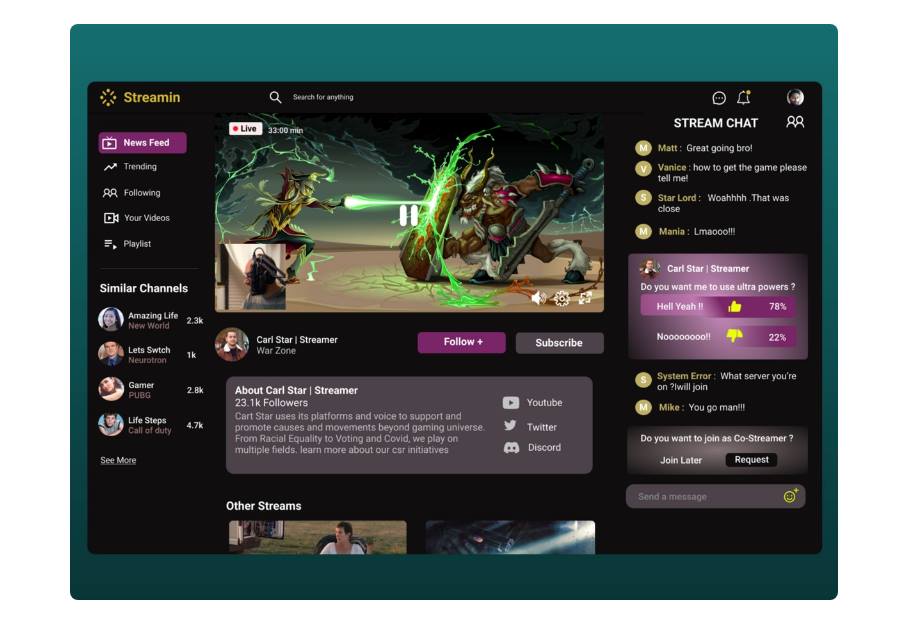 Streamin
Search for anything
News Feed
Trending
Following
Your Videos
Playlist
Similar Channels
Amazing Life
New World
2.3k
Lets Swtch
Neurotron
1k
Gamer
PUBG
2.8k
Life Steps
Call of duty
4.7k
See More
Live
33:00 min
Carl Star | Streamer
War Zone
Follow +
Subscribe
About Carl Star | Streamer
23.1k Followers
Cart Star uses its platforms and voice to support and
promote causes and movements beyond gaming universe.
From Racial Equality to Voting and Covid, we play on
multiple fields. learn more about our csr initiatives
Youtube
Twitter
Discord
Other Streams
STREAM CHAT
M Matt : Great going bro!
V Vanice : how to get the game please
tell me!
S Star Lord : Woahhhh .That was
close
M Mania : Lmaooo!!!
Carl Star | Streamer
Do you want me to use ultra powers ?
Hell Yeah !! 78%
Nooooooo!! 22%
S System Error : What server you're
on ?Iwill join
M Mike : You go man!!!
Do you want to join as Co-Streamer ?
Join Later Request
Send a message